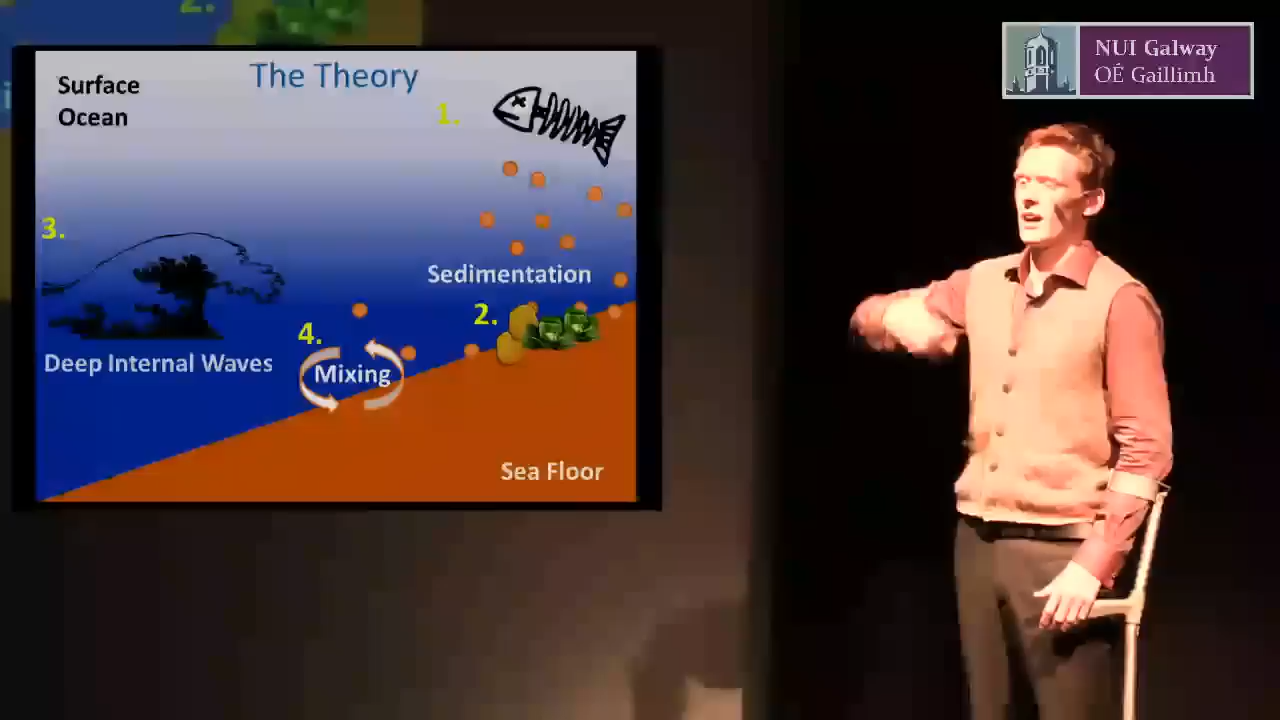 2.
The Theory
Surface
Ocean
1.
3.
Sedimentation
2.
4.
Deep Internal Waves
Mixing
Sea Floor
NUI Galway
OÉ Gaillimh